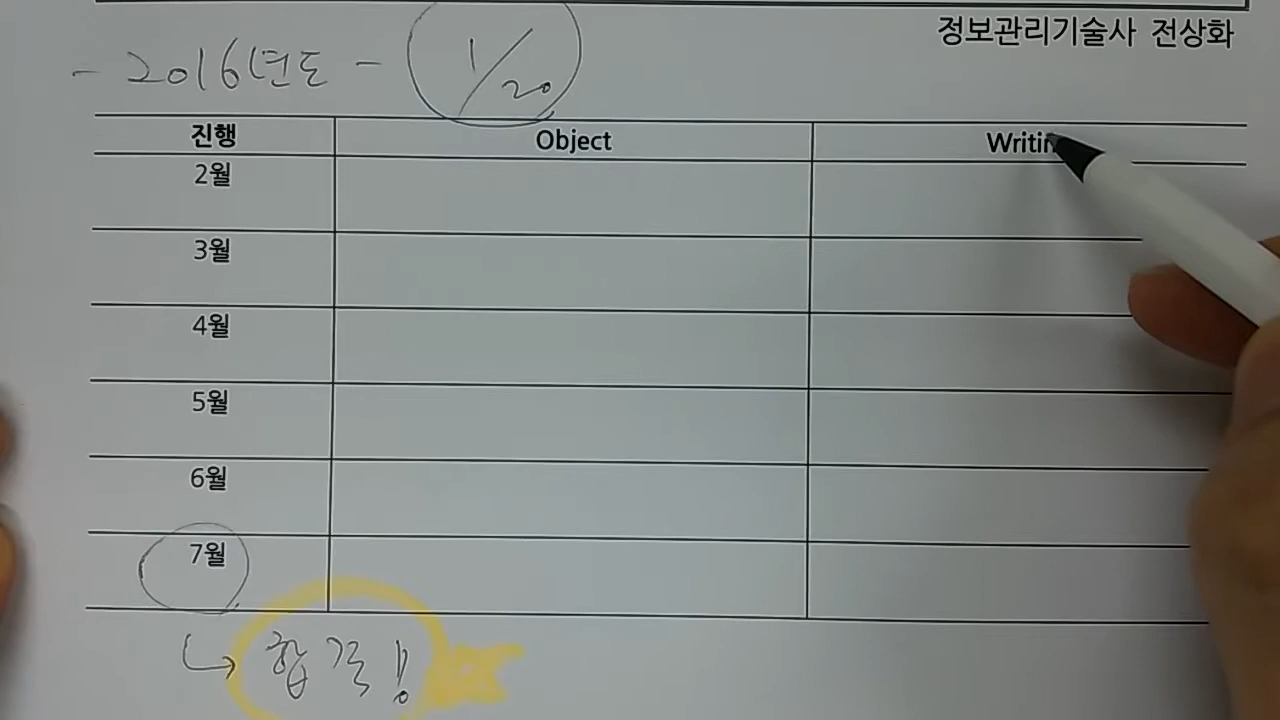 정보관리기술사 전상화
- 2016년도 - 1/20
진행 Object Writin
2월
3월
4월
5월
6월
7월
합격!